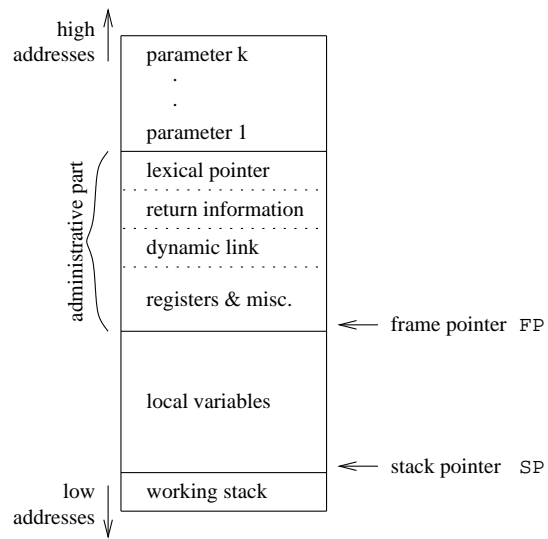 high
addresses
parameter k
.
.
parameter 1
administrative part
lexical pointer
return information
dynamic link
registers & misc.
frame pointer FP
local variables
stack pointer SP
low
addresses
working stack